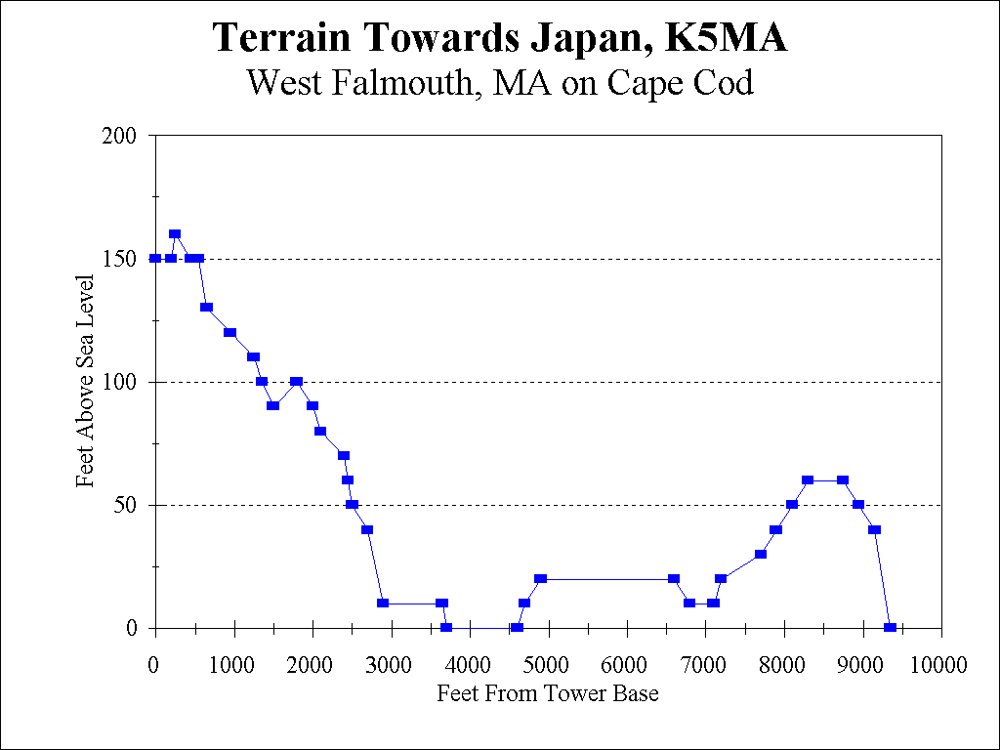 Terrain Towards Japan, K5MA
West Falmouth, MA on Cape Cod
200
150
100
50
0
Feet Above Sea Level
0 1000 2000 3000 4000 5000 6000 7000 8000 9000 10000
Feet From Tower Base